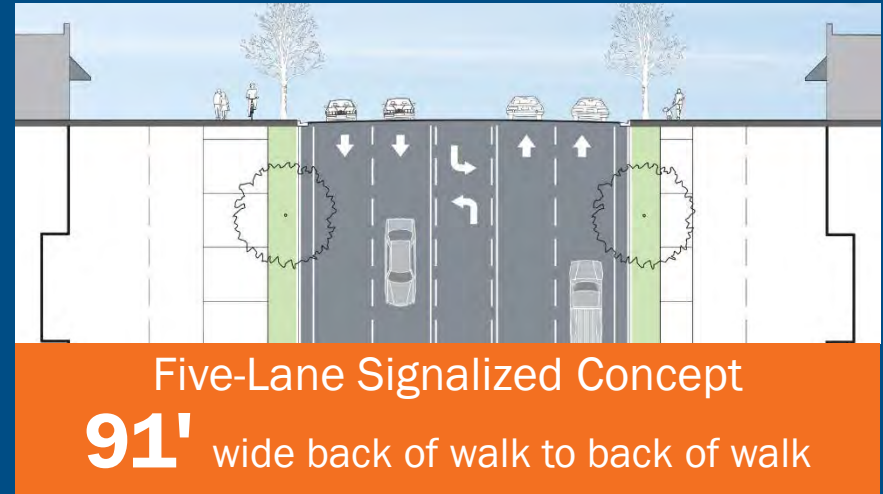 Five-Lane Signalized Concept
91' wide back of walk to back of walk